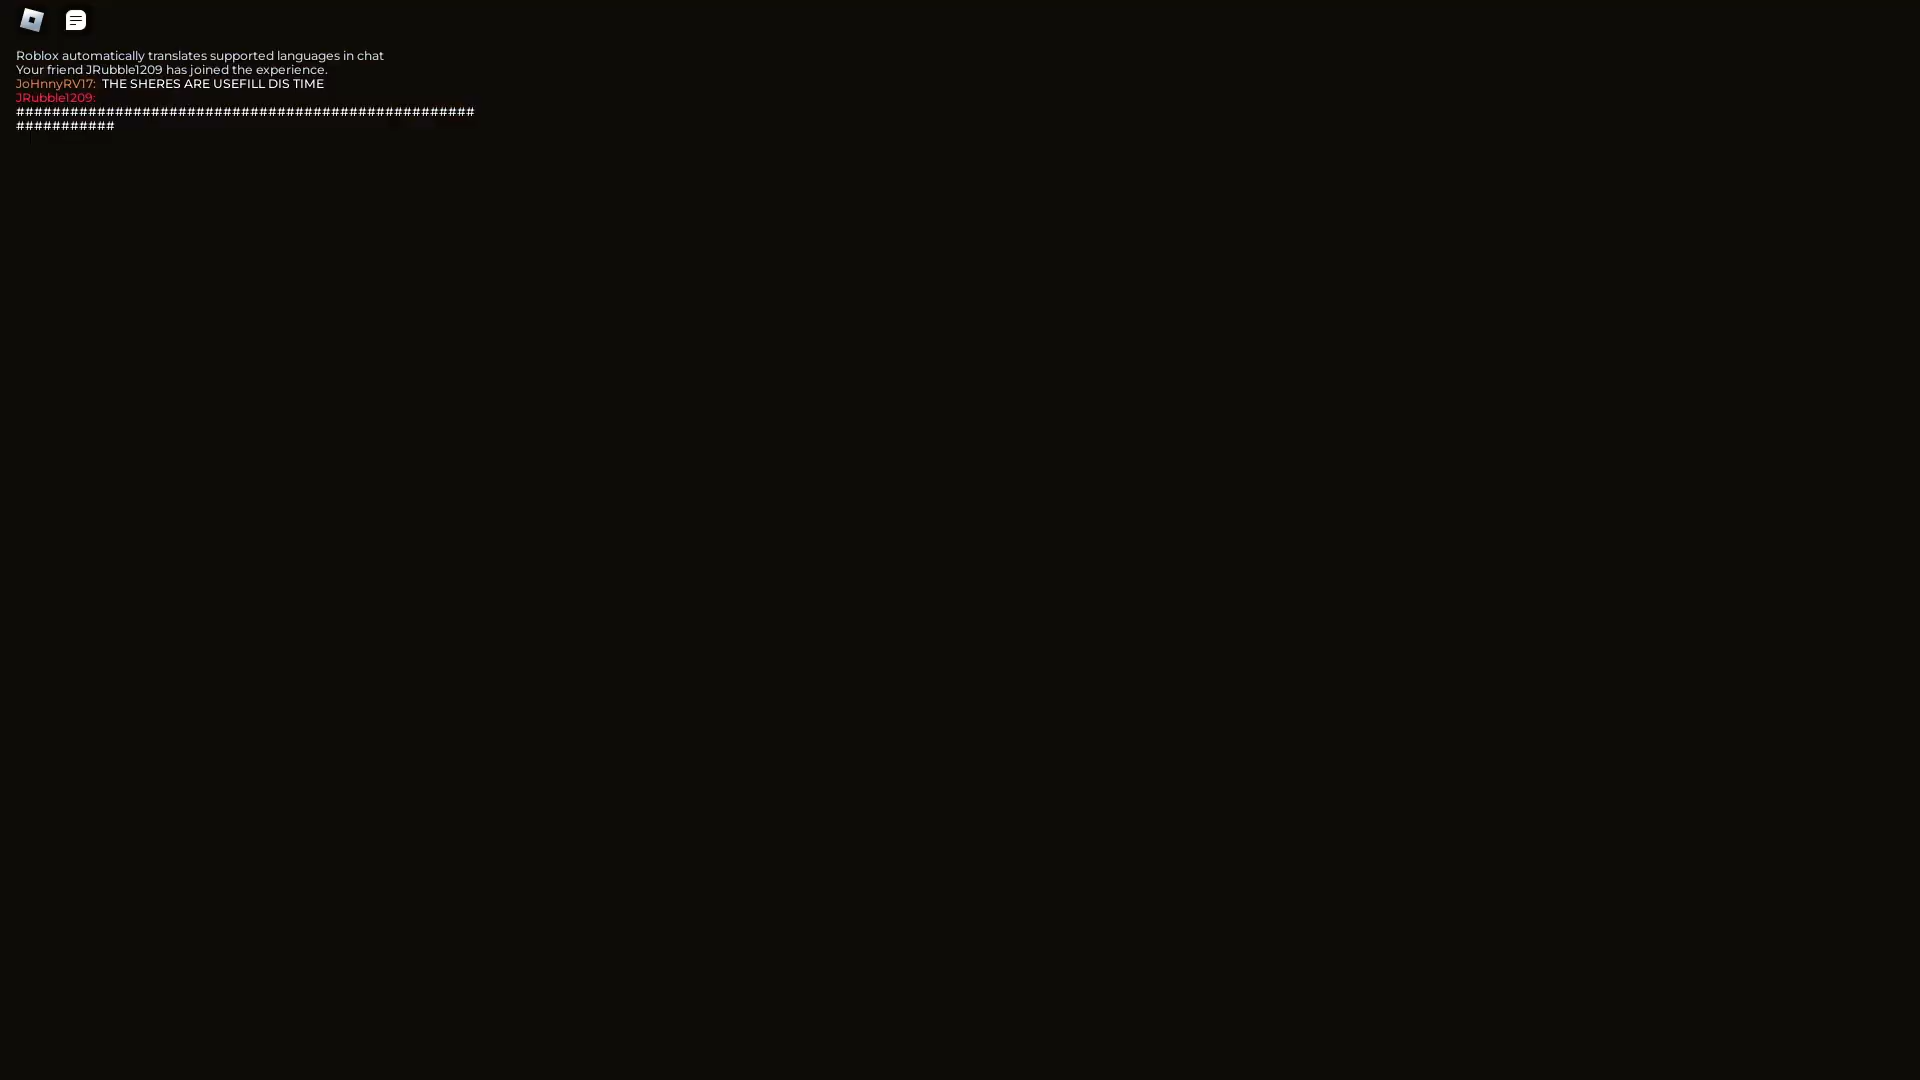 Roblox automatically translates supported languages in chat
Your friend JRubble1209 has joined the experience.
JoHnnyRV17: THE SHERES ARE USEFILL DIS TIME
JRubble1209:
###################################################
###########